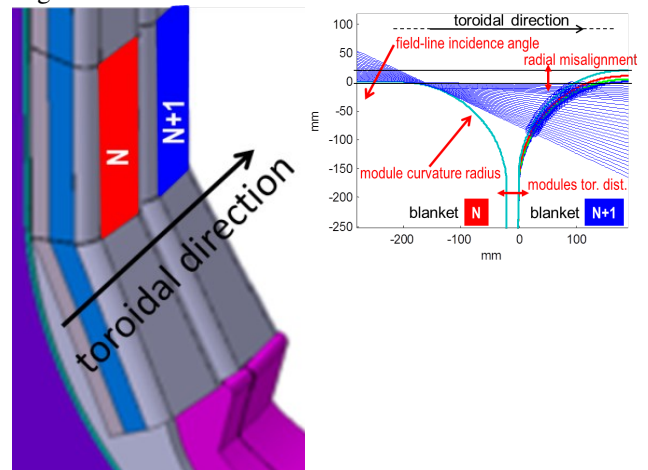 N
N+1
toroidal direction
toroidal direction
field-line incidence angle
radial misalignment
module curvature radius
modules tor. dist.
blanket N
blanket N+1
100
50
0
-50
-100
-150
-200
-250
mm
-200
-100
0
100
mm